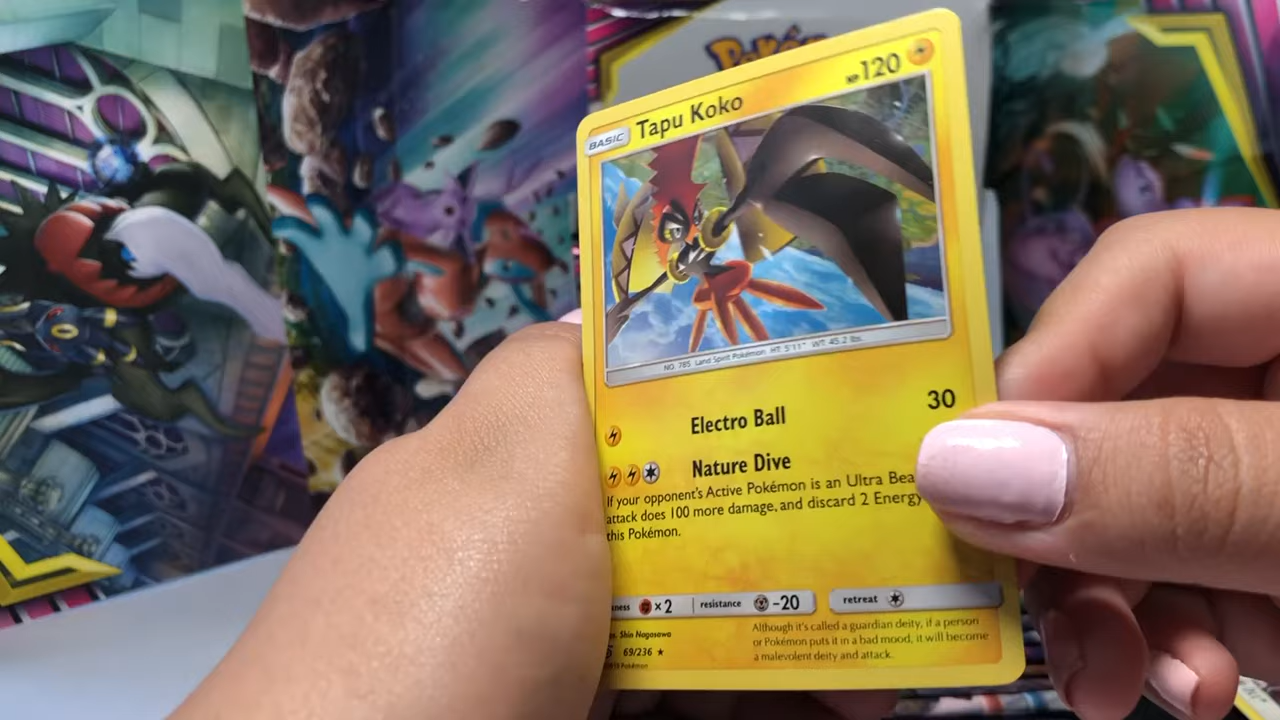 Poké
BASIC Tapu Koko HP120
NO. 785 Land Spirit Pokémon HT: 5'11" WT: 45.2 lbs.
Electro Ball 30
Nature Dive
If your opponent's Active Pokémon is an Ultra Bea
attack does 100 more damage, and discard 2 Energy
this Pokémon.
ness ×2 resistance -20 retreat
Although it's called a guardian deity, if a person
or Pokémon puts it in a bad mood, it will become
a malevolent deity and attack.
us. Shin Nagasawa
69/236 ★
Pokémon